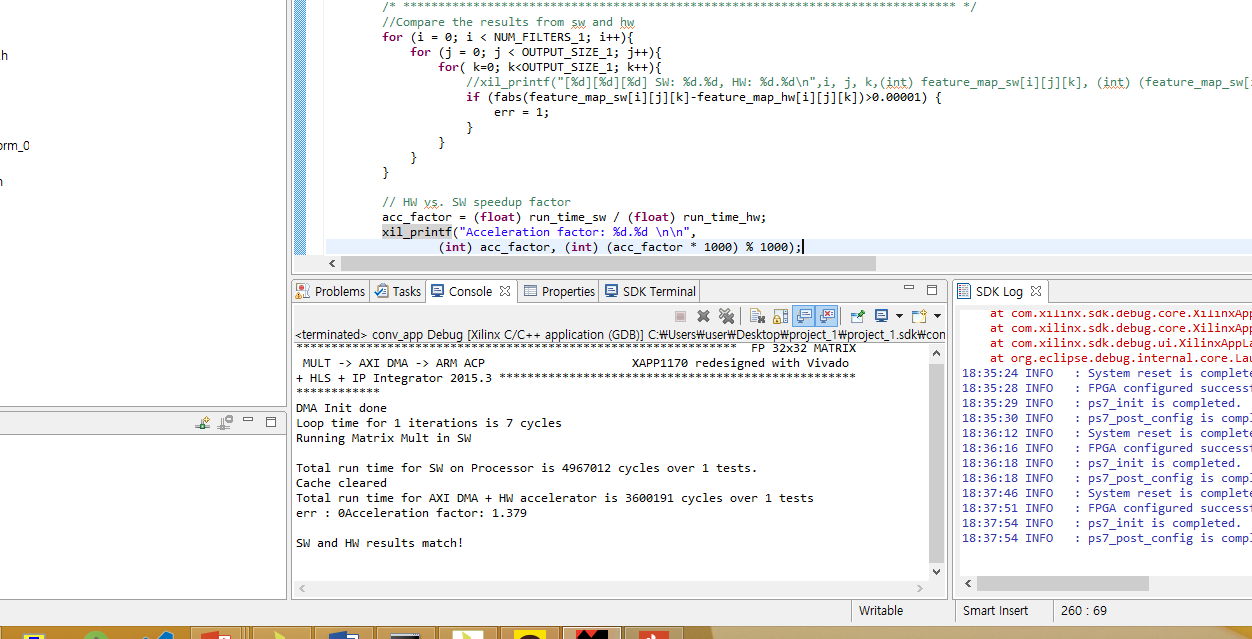 /* ******************************************************************************* */
//Compare the results from sw and hw
for (i = 0; i < NUM_FILTERS_1; i++){
for (j = 0; j < OUTPUT_SIZE_1; j++){
for( k=0; k<OUTPUT_SIZE_1; k++){
//xil_printf("[%d][%d][%d] SW: %d.%d, HW: %d.%d\n",i, j, k,(int) feature_map_sw[i][j][k], (int) (feature_map_sw[i
if (fabs(feature_map_sw[i][j][k]-feature_map_hw[i][j][k])>0.00001) {
err = 1;
}
}
}
}
// HW vs. SW speedup factor
acc_factor = (float) run_time_sw / (float) run_time_hw;
xil_printf("Acceleration factor: %d.%d \n\n",
(int) acc_factor, (int) (acc_factor * 1000) % 1000);
.h
orm_0
Problems Tasks Console Properties SDK Terminal
<terminated> conv_app Debug [Xilinx C/C++ application (GDB)] C:₩Users₩user₩Desktop₩project_1₩project_1.sdk₩con
*************************************************************** FP 32x32 MATRIX
MULT -> AXI DMA -> ARM ACP XAPP1170 redesigned with Vivado
+ HLS + IP Integrator 2015.3 ***************************************************
************
DMA Init done
Loop time for 1 iterations is 7 cycles
Running Matrix Mult in SW
Total run time for SW on Processor is 4967012 cycles over 1 tests.
Cache cleared
Total run time for AXI DMA + HW accelerator is 3600191 cycles over 1 tests
err : 0Acceleration factor: 1.379
SW and HW results match!
SDK Log
at com.xilinx.sdk.debug.core.XilinxApp
at com.xilinx.sdk.debug.core.XilinxApp
at com.xilinx.sdk.debug.ui.XilinxAppLa
at org.eclipse.debug.internal.core.Lau
18:35:24 INFO : System reset is complete
18:35:28 INFO : FPGA configured successf
18:35:29 INFO : ps7_init is completed.
18:35:30 INFO : ps7_post_config is compl
18:36:12 INFO : System reset is complete
18:36:16 INFO : FPGA configured successf
18:36:18 INFO : ps7_init is completed.
18:36:18 INFO : ps7_post_config is compl
18:37:46 INFO : System reset is complete
18:37:51 INFO : FPGA configured successf
18:37:54 INFO : ps7_init is completed.
18:37:54 INFO : ps7_post_config is compl
Writable Smart Insert 260 : 69